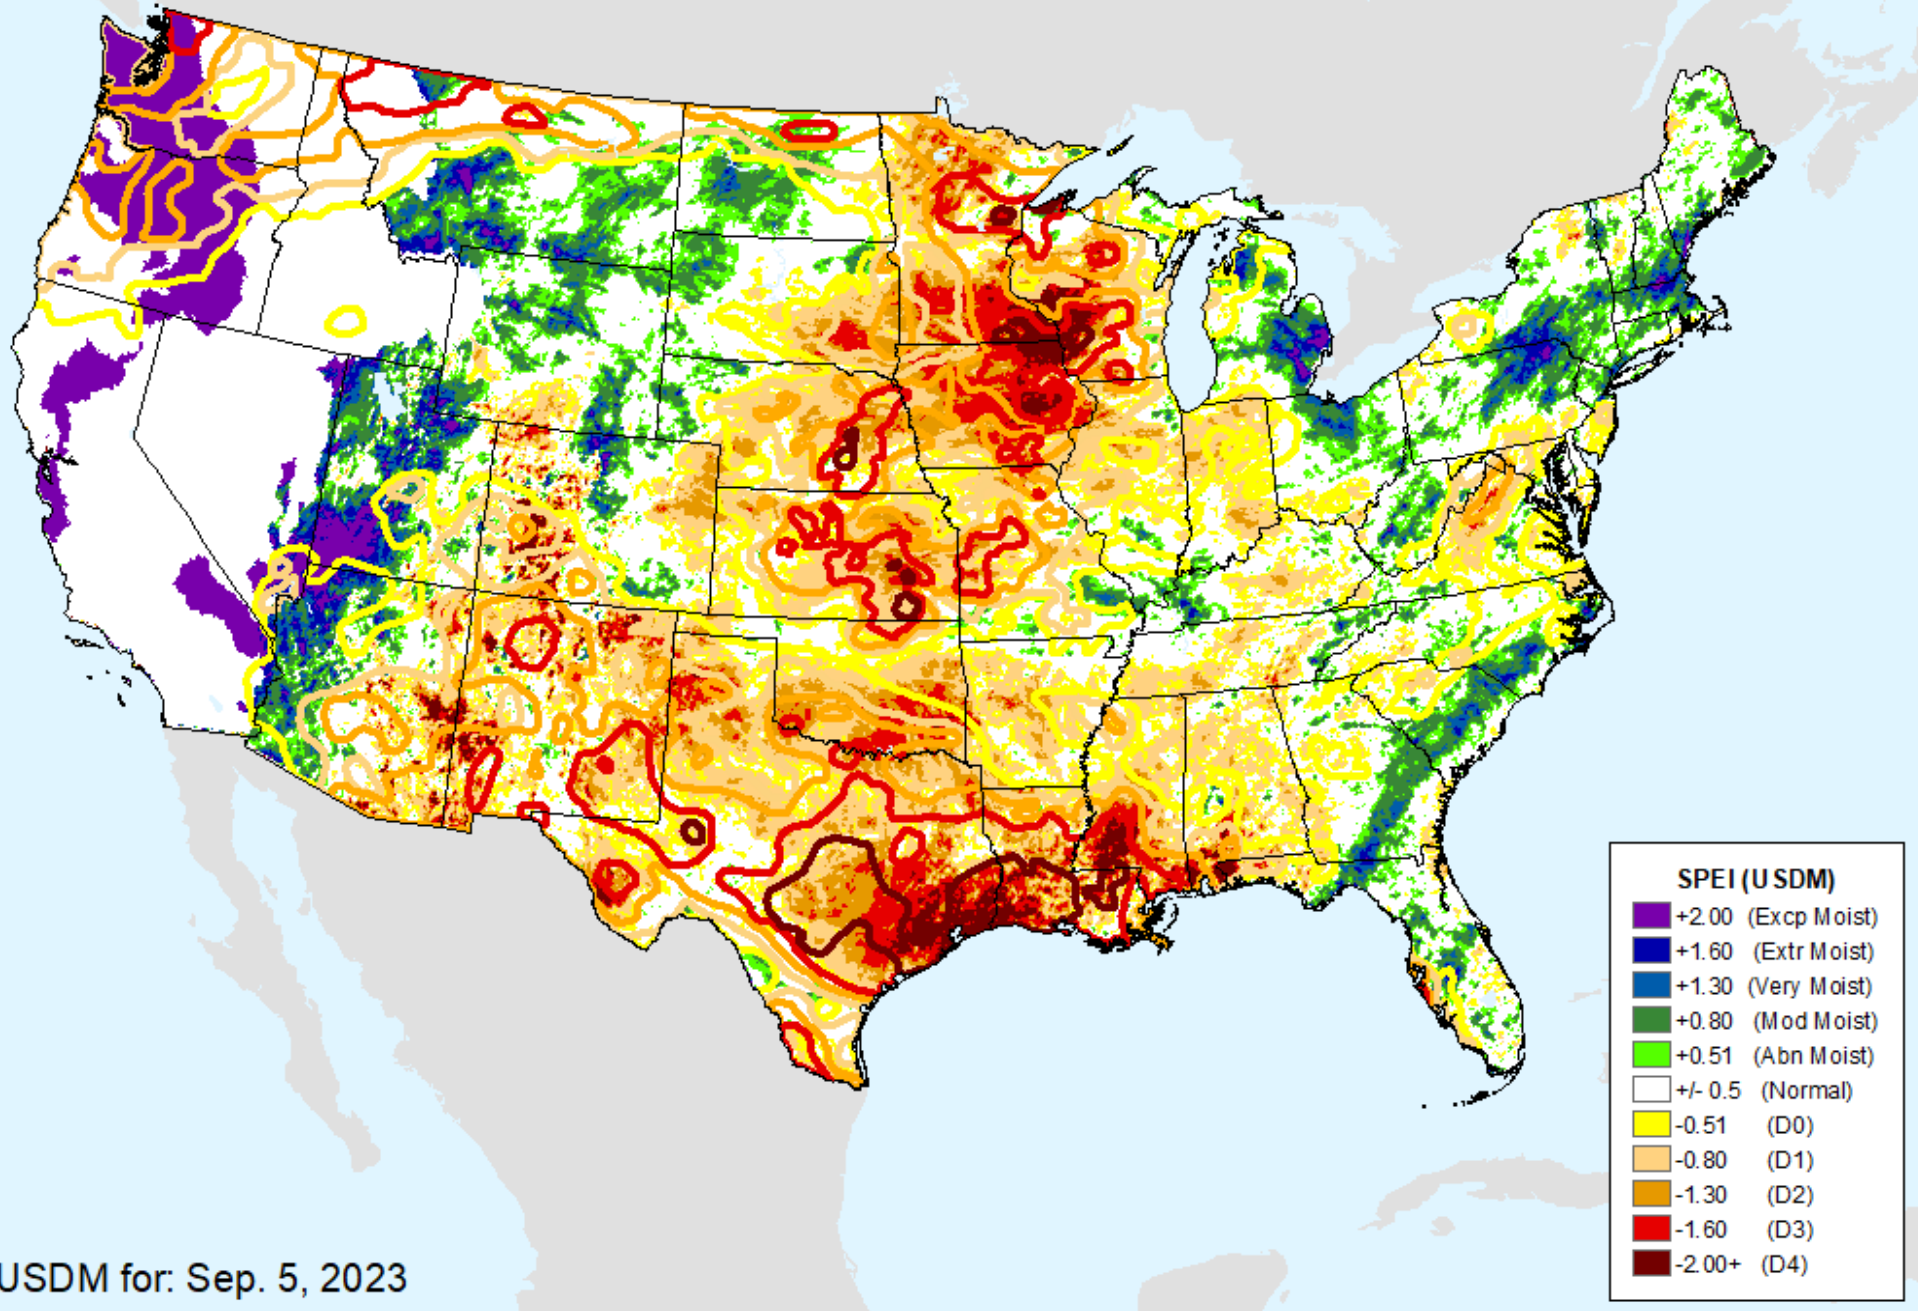 SPEI (USDM)
+2.00 (Excp Moist)
+1.60 (Extr Moist)
+1.30 (Very Moist)
+0.80 (Mod Moist)
+0.51 (Abn Moist)
+/- 0.5 (Normal)
-0.51 (D0)
-0.80 (D1)
-1.30 (D2)
-1.60 (D3)
-2.00+ (D4)
USDM for: Sep. 5, 2023